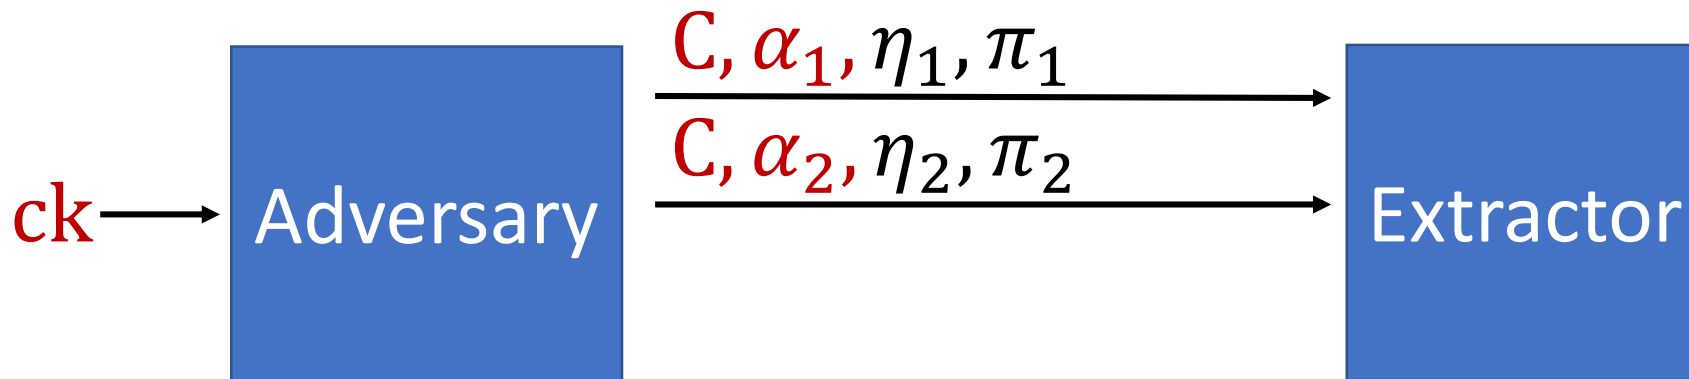 C, α₁, η₁, π₁
C, α₂, η₂, π₂
ck
Adversary
Extractor